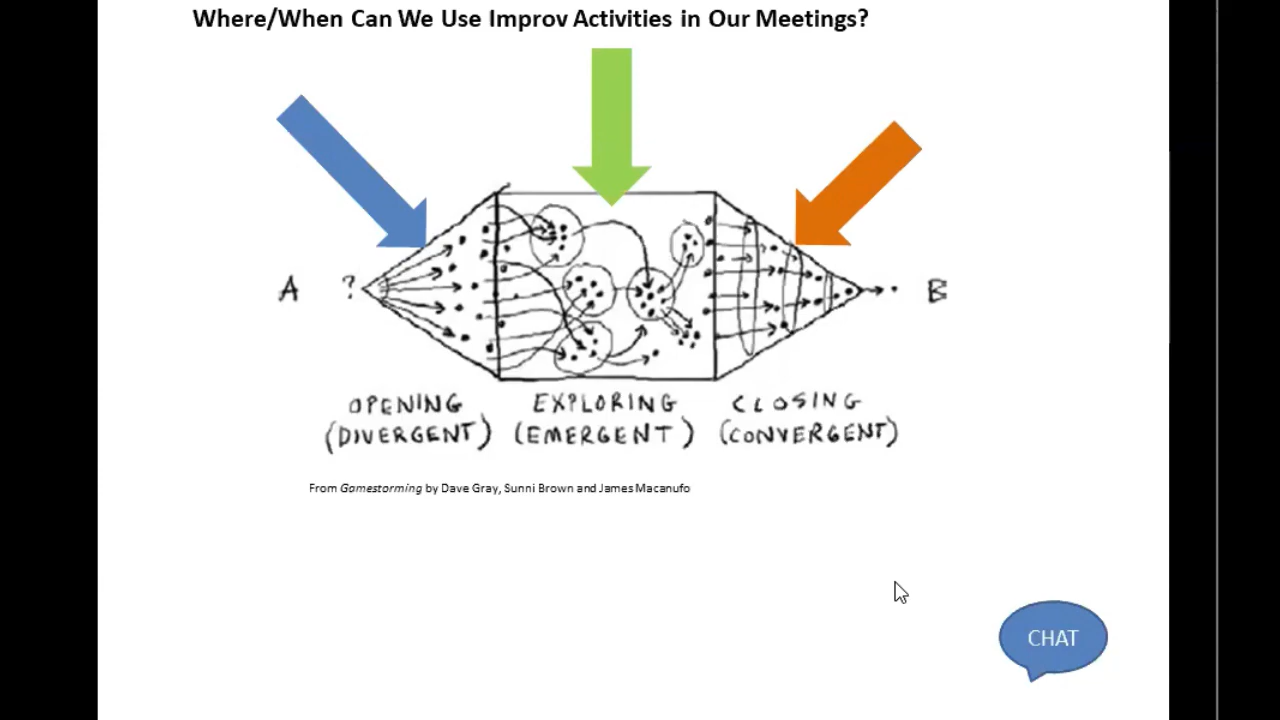 Where/When Can We Use Improv Activities in Our Meetings?
A ? B
OPENING EXPLORING CLOSING
(DIVERGENT) (EMERGENT) (CONVERGENT)
From Gamestorming by Dave Gray, Sunni Brown and James Macanufo
CHAT